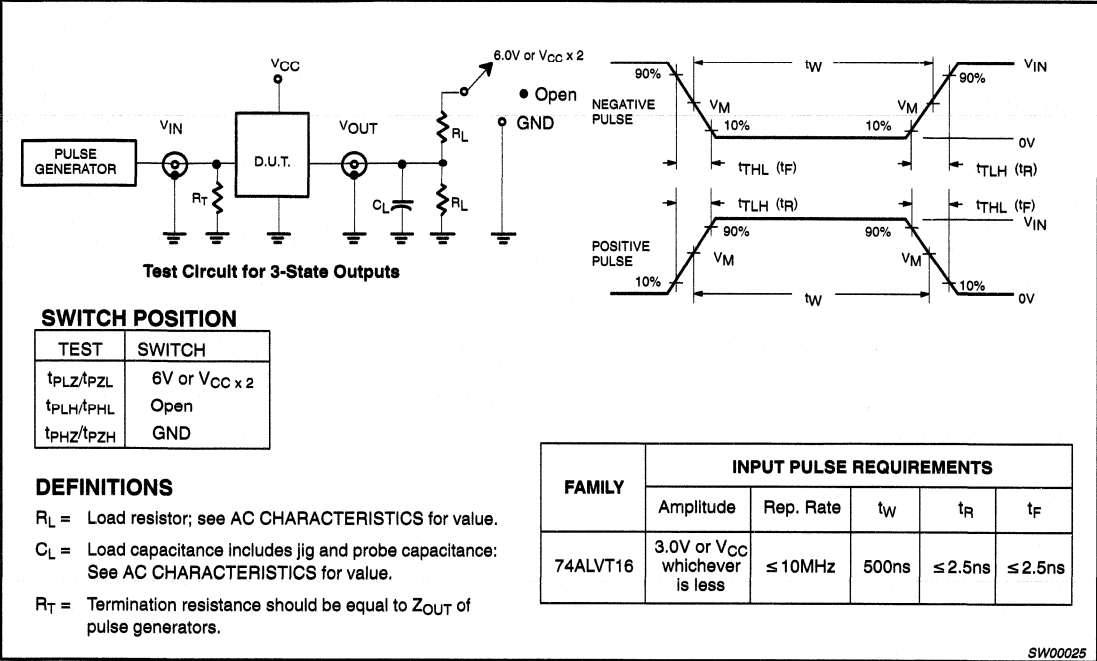 6.0V or VCC x 2
VCC
Open
GND
VIN
VOUT
RL
PULSE
GENERATOR
D.U.T.
RT
CL
RL
Test Circuit for 3-State Outputs
90%
tW
90%
VIN
NEGATIVE
PULSE
VM
VM
10%
10%
0V
tTHL (tF)
tTLH (tR)
tTLH (tR)
tTHL (tF)
VIN
90%
90%
POSITIVE
PULSE
VM
VM
10%
10%
tW
0V
SWITCH POSITION
TEST SWITCH
tPLZ/tPZL 6V or VCC x 2
tPLH/tPHL Open
tPHZ/tPZH GND
DEFINITIONS
RL = Load resistor; see AC CHARACTERISTICS for value.
CL = Load capacitance includes jig and probe capacitance:
See AC CHARACTERISTICS for value.
RT = Termination resistance should be equal to ZOUT of
pulse generators.
FAMILY
INPUT PULSE REQUIREMENTS
Amplitude Rep. Rate tW tR tF
74ALVT16
3.0V or VCC
whichever
is less
≤10MHz 500ns ≤2.5ns ≤2.5ns
SW00025